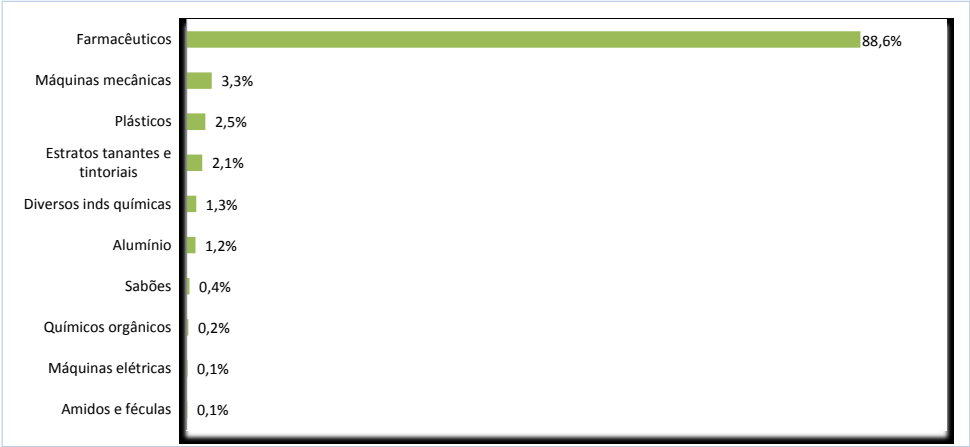 Farmacêuticos 88,6%
Máquinas mecânicas 3,3%
Plásticos 2,5%
Estratos tanantes e
tintoriais 2,1%
Diversos inds químicas 1,3%
Alumínio 1,2%
Sabões 0,4%
Químicos orgânicos 0,2%
Máquinas elétricas 0,1%
Amidos e féculas 0,1%